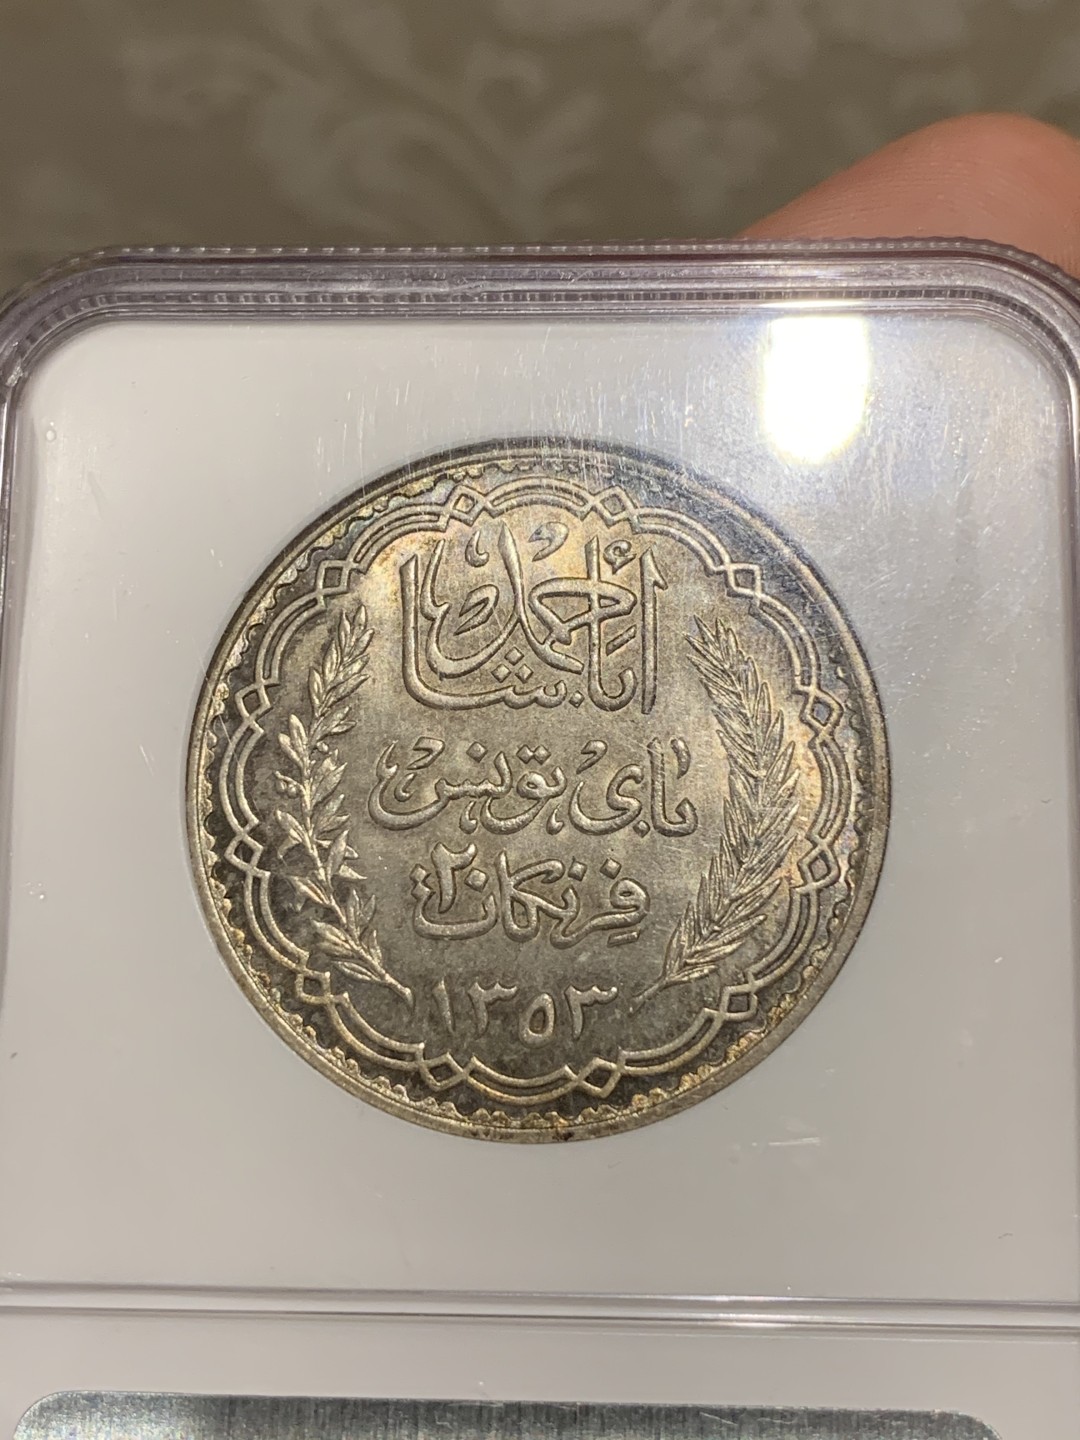 أحمد باشا
باي تونس
٢٠ فرنكات
١٣٥٣